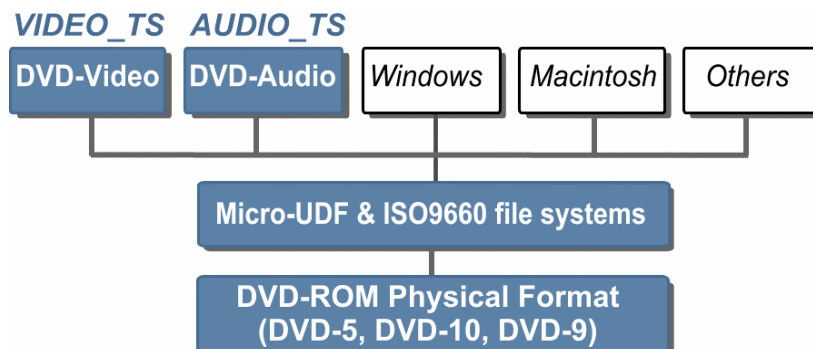 VIDEO_TS AUDIO_TS
DVD-Video DVD-Audio Windows Macintosh Others
Micro-UDF & ISO9660 file systems
DVD-ROM Physical Format
(DVD-5, DVD-10, DVD-9)